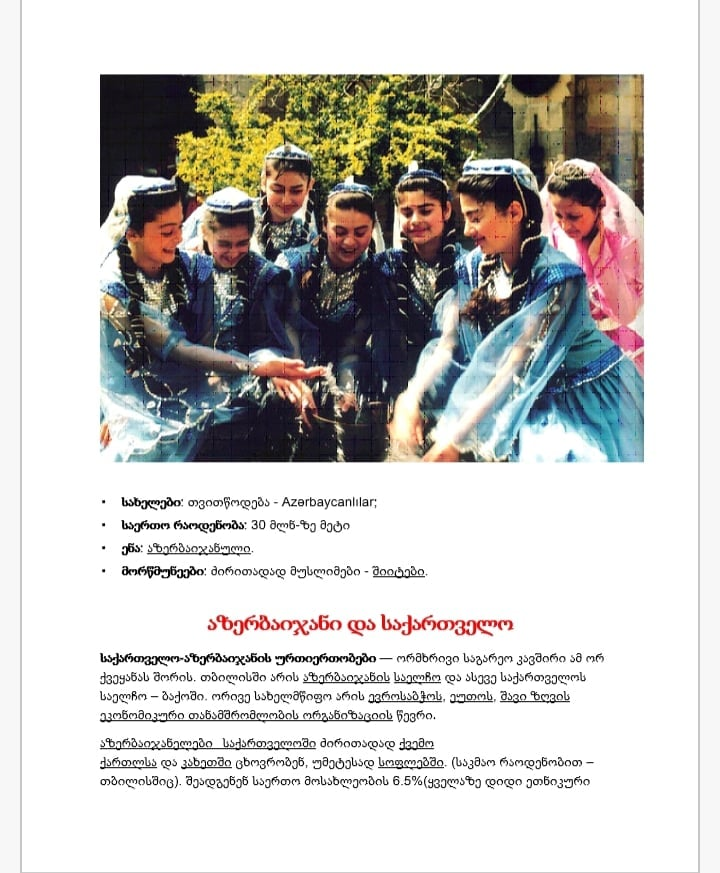 ▪ სახელები: თვითწოდება - Azərbaycanlılar;
▪ საერთო რაოდენობა: 30 მლნ-ზე მეტი
▪ ენა: აზერბაიჯანული.
▪ მორწმუნეები: ძირითადად მუსლიმები - შიიტები.
აზერბაიჯანი და საქართველო
საქართველო-აზერბაიჯანის ურთიერთობები — ორმხრივი საგარეო კავშირი ამ ორ
ქვეყანას შორის. თბილისში არის აზერბაიჯანის საელჩო და ასევე საქართველოს
საელჩო – ბაქოში. ორივე სახელმწიფო არის ევროსაბჭოს, ეუთოს, შავი ზღვის
ეკონომიკური თანამშრომლობის ორგანიზაციის წევრი.
აზერბაიჯანელები საქართველოში ძირითადად ქვემო
ქართლსა და კახეთში ცხოვრობენ, უმეტესად სოფლებში. (საკმაო რაოდენობით –
თბილისშიც). შეადგენენ საერთო მოსახლეობის 6.5%(ყველაზე დიდი ეთნიკური